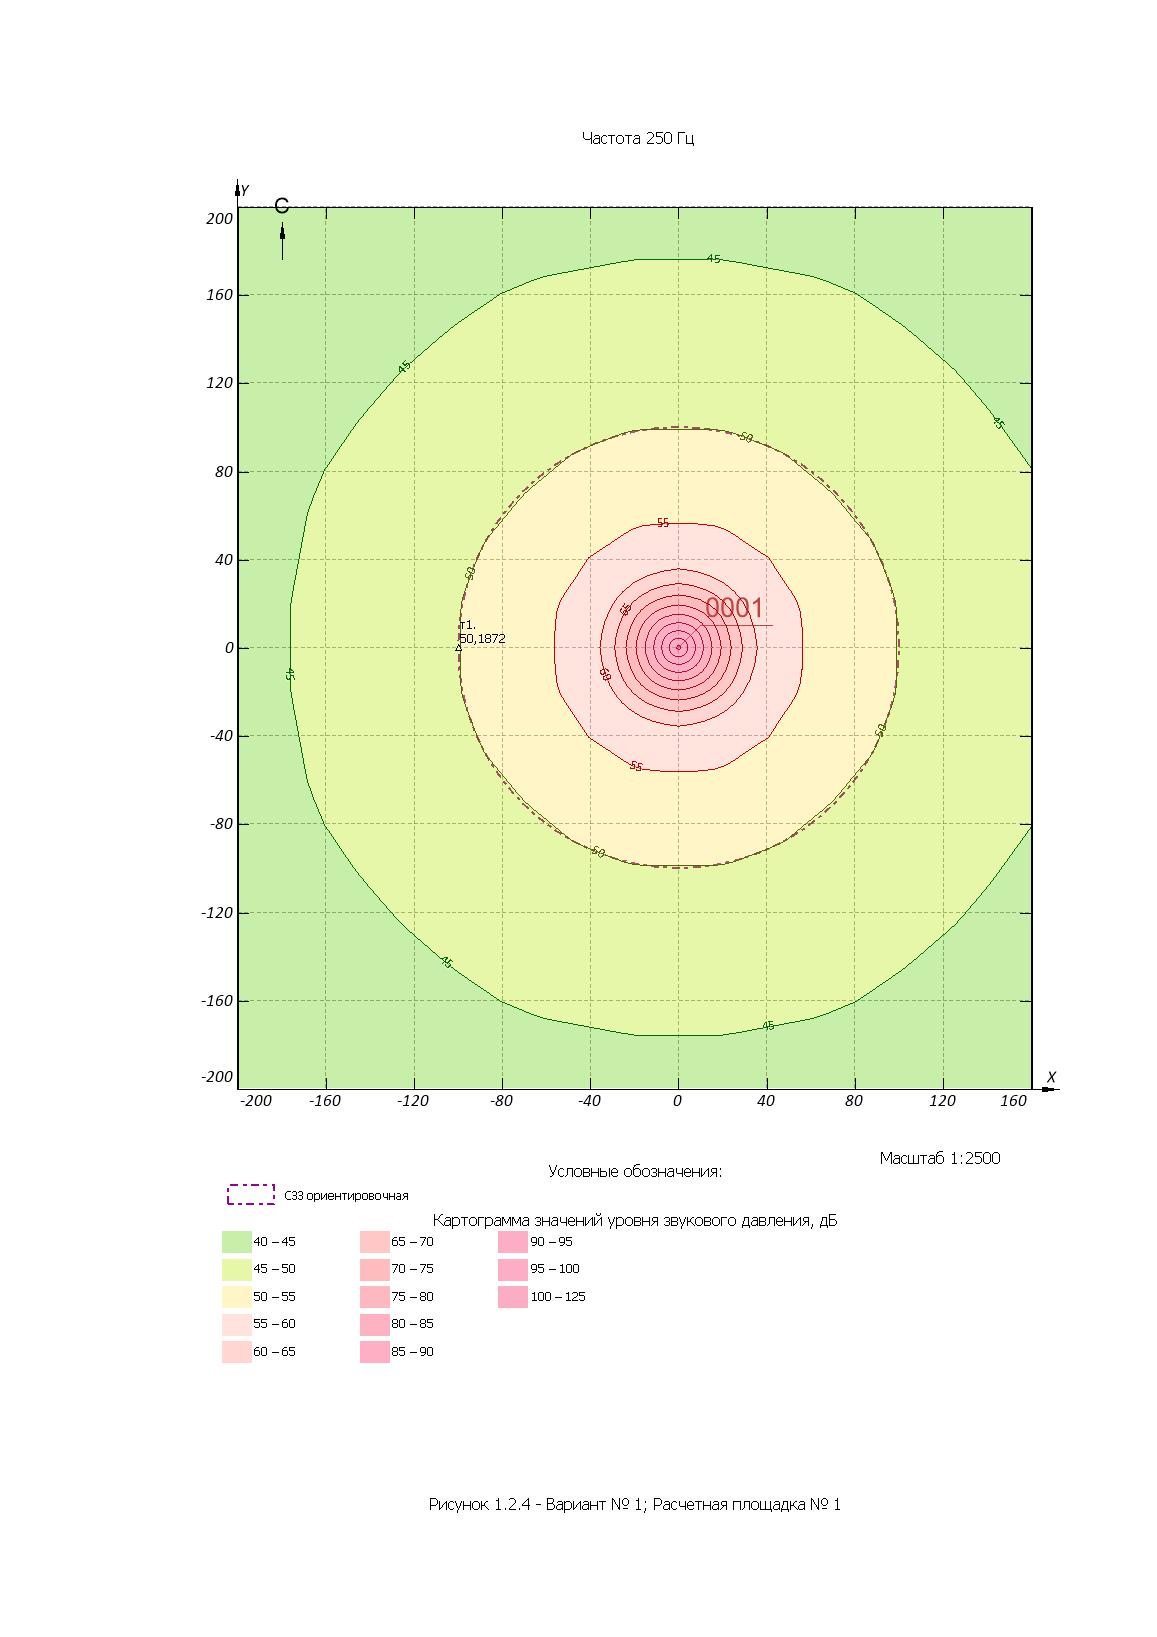 Частота 250 Гц
Y
С
200
45
160
45
120
45
50
80
55
40
50
65
0001
т1.
50,1872
0
45
60
-40
50
55
-80
50
-120
45
-160
45
-200
X
-200 -160 -120 -80 -40 0 40 80 120 160
Масштаб 1:2500
Условные обозначения:
СЗЗ ориентировочная
Картограмма значений уровня звукового давления, дБ
40 – 45 65 – 70 90 – 95
45 – 50 70 – 75 95 – 100
50 – 55 75 – 80 100 – 125
55 – 60 80 – 85
60 – 65 85 – 90
Рисунок 1.2.4 - Вариант № 1; Расчетная площадка № 1